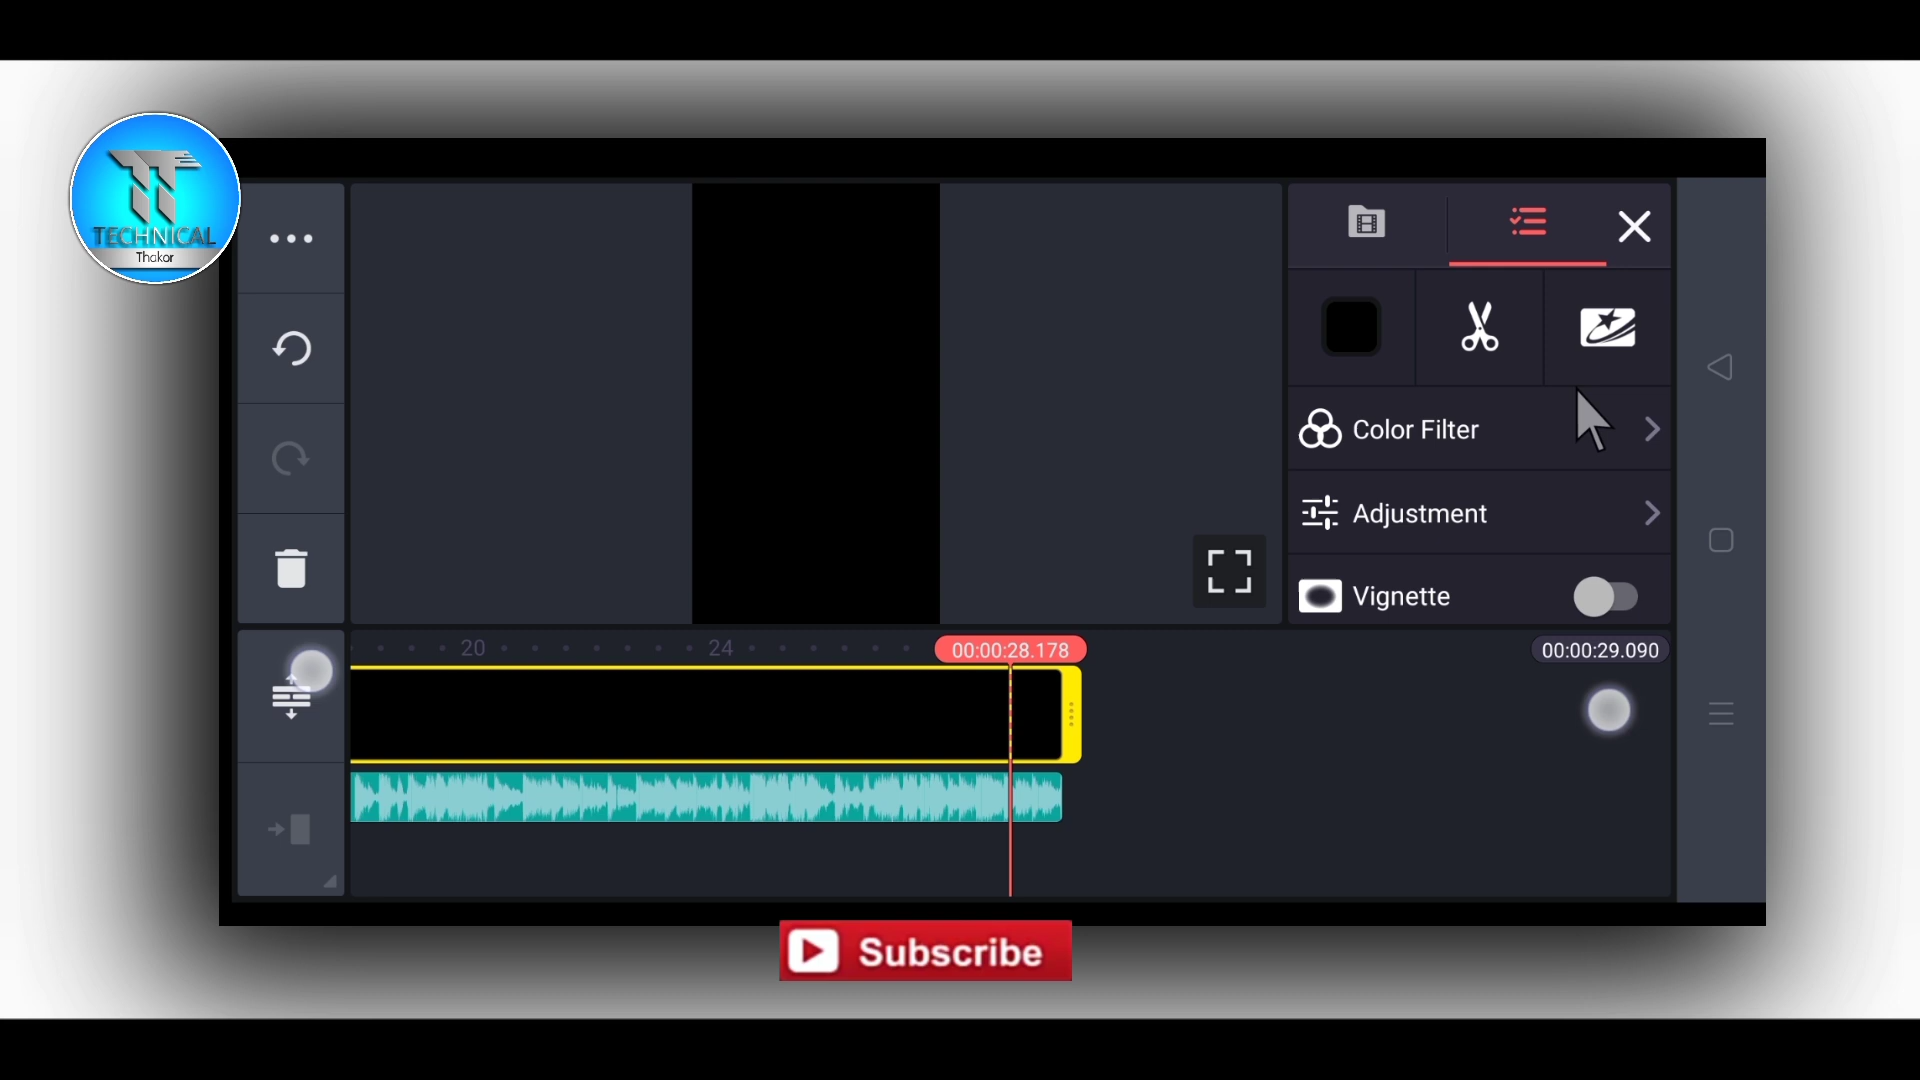 TECHNICAL
Thakor
Color Filter
Adjustment
Vignette
20
24
00:00:28.178
00:00:29.090
Subscribe